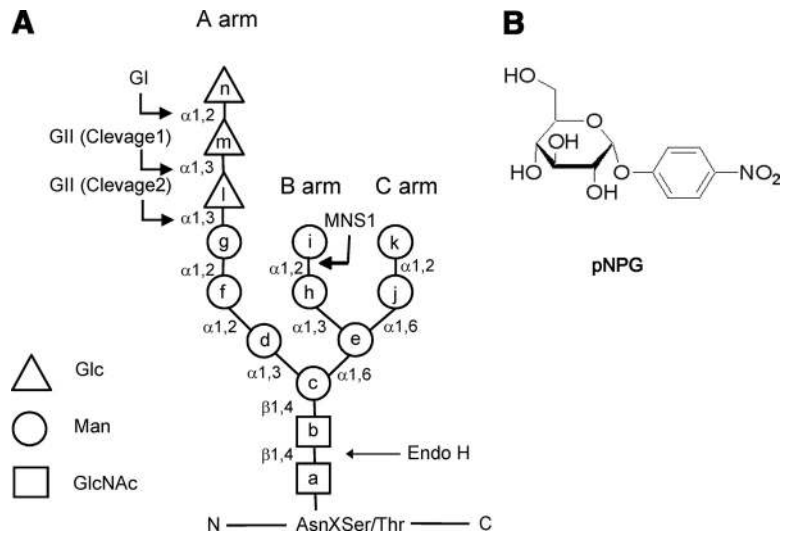 A
A arm
n
GI
α1,2
GII (Clevage1)
m
α1,3
GII (Clevage2)
l
α1,3
B arm
C arm
MNS1
g
i
k
α1,2
α1,2
α1,2
f
h
j
α1,2
α1,3
α1,6
d
e
α1,3
α1,6
c
β1,4
b
β1,4
Endo H
a
N
AsnXSer/Thr
C
Glc
Man
GlcNAc
B
HO
O
OH
HO
OH
O
NO2
pNPG